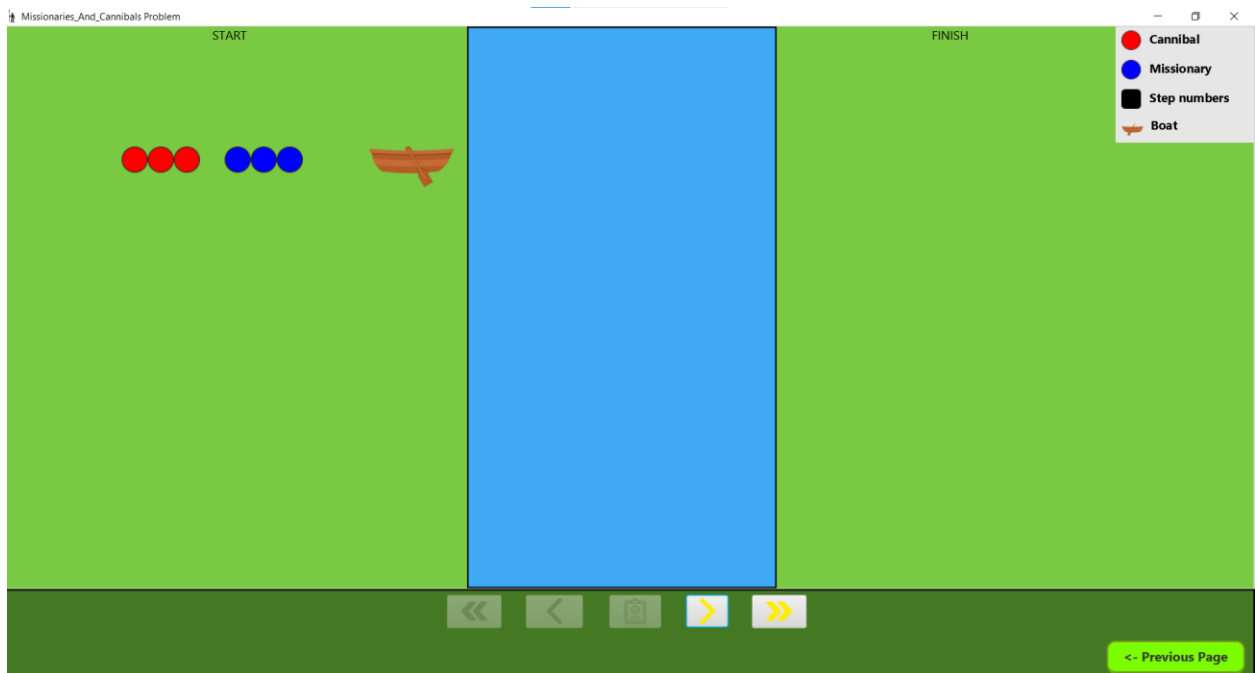 Missionaries_And_Cannibals Problem
START
FINISH
Cannibal
Missionary
Step numbers
Boat
<- Previous Page